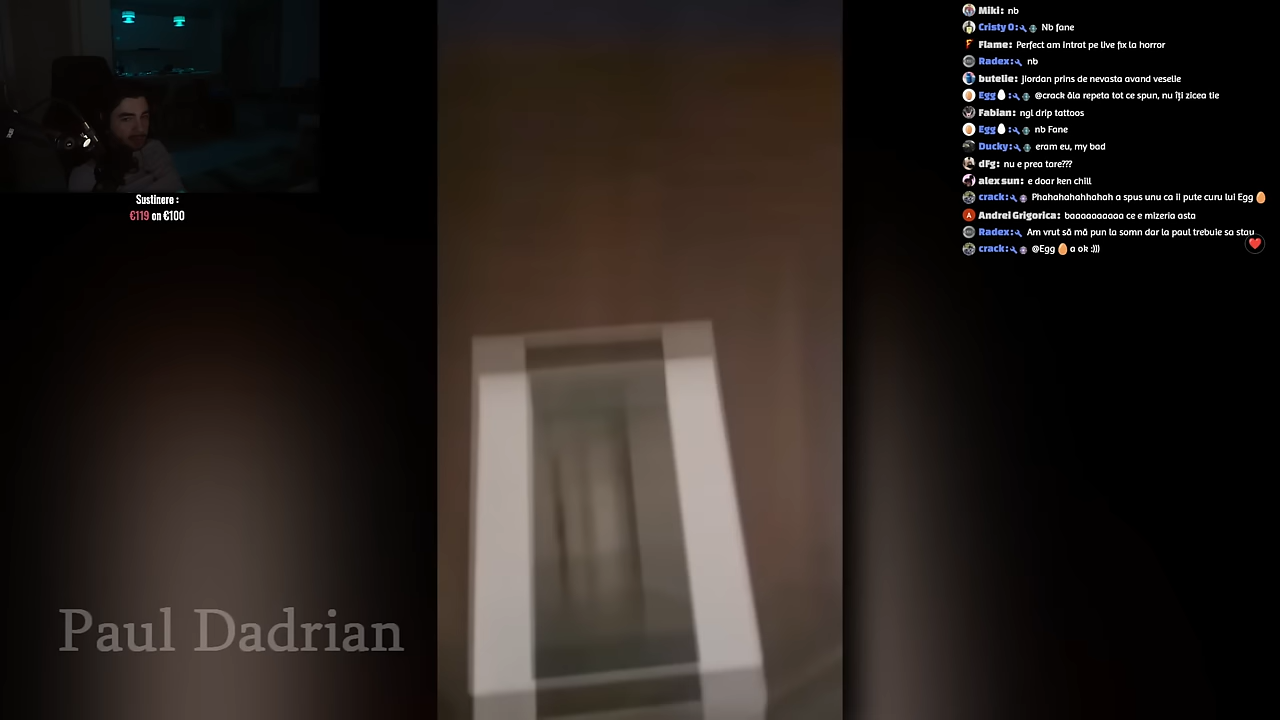 Sustinere :
€119 on €100
Paul Dadrian
Miki: nb
Cristy O: Nb fane
Flame: Perfect am intrat pe live fix la horror
Radex: nb
butelie: Jiordan prins de nevasta avand veselie
Egg🥚: @crack ăla repeta tot ce spun, nu îți zicea tie
Fabian: ngl drip tattoos
Egg🥚: nb Fane
Ducky: eram eu, my bad
dFg: nu e prea tare???
alex sun: e doar ken chill
crack: Phahahahahhahah a spus unu ca ii pute curu lui Egg 🥚
Andrei Grigorica: baaaaaaaaaa ce e mizeria asta
Radex: Am vrut să mă pun la somn dar la paul trebuie sa stau
crack: @Egg 🥚 a ok :)))